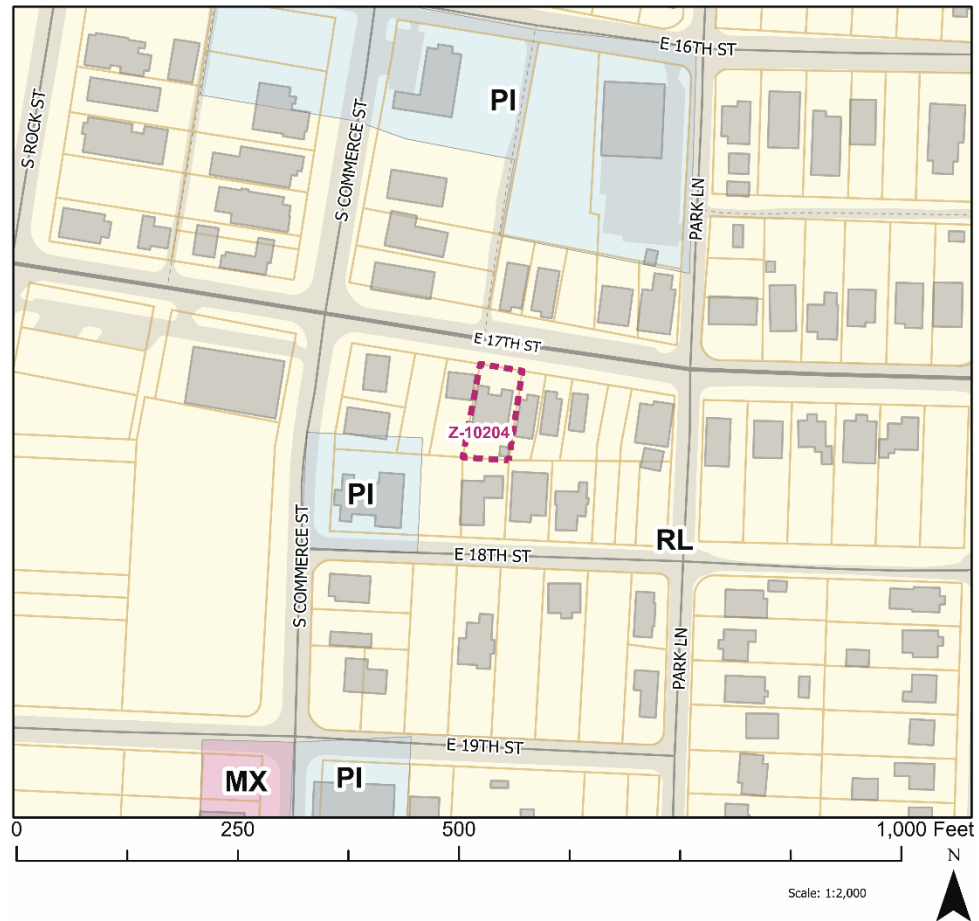 E 16TH ST
PI
S ROCK ST
S COMMERCE ST
PARK LN
E 17TH ST
Z-10204
PI
S COMMERCE ST
RL
E 18TH ST
PARK LN
E 19TH ST
MX
PI
0
250
500
1,000 Feet
N
Scale: 1:2,000